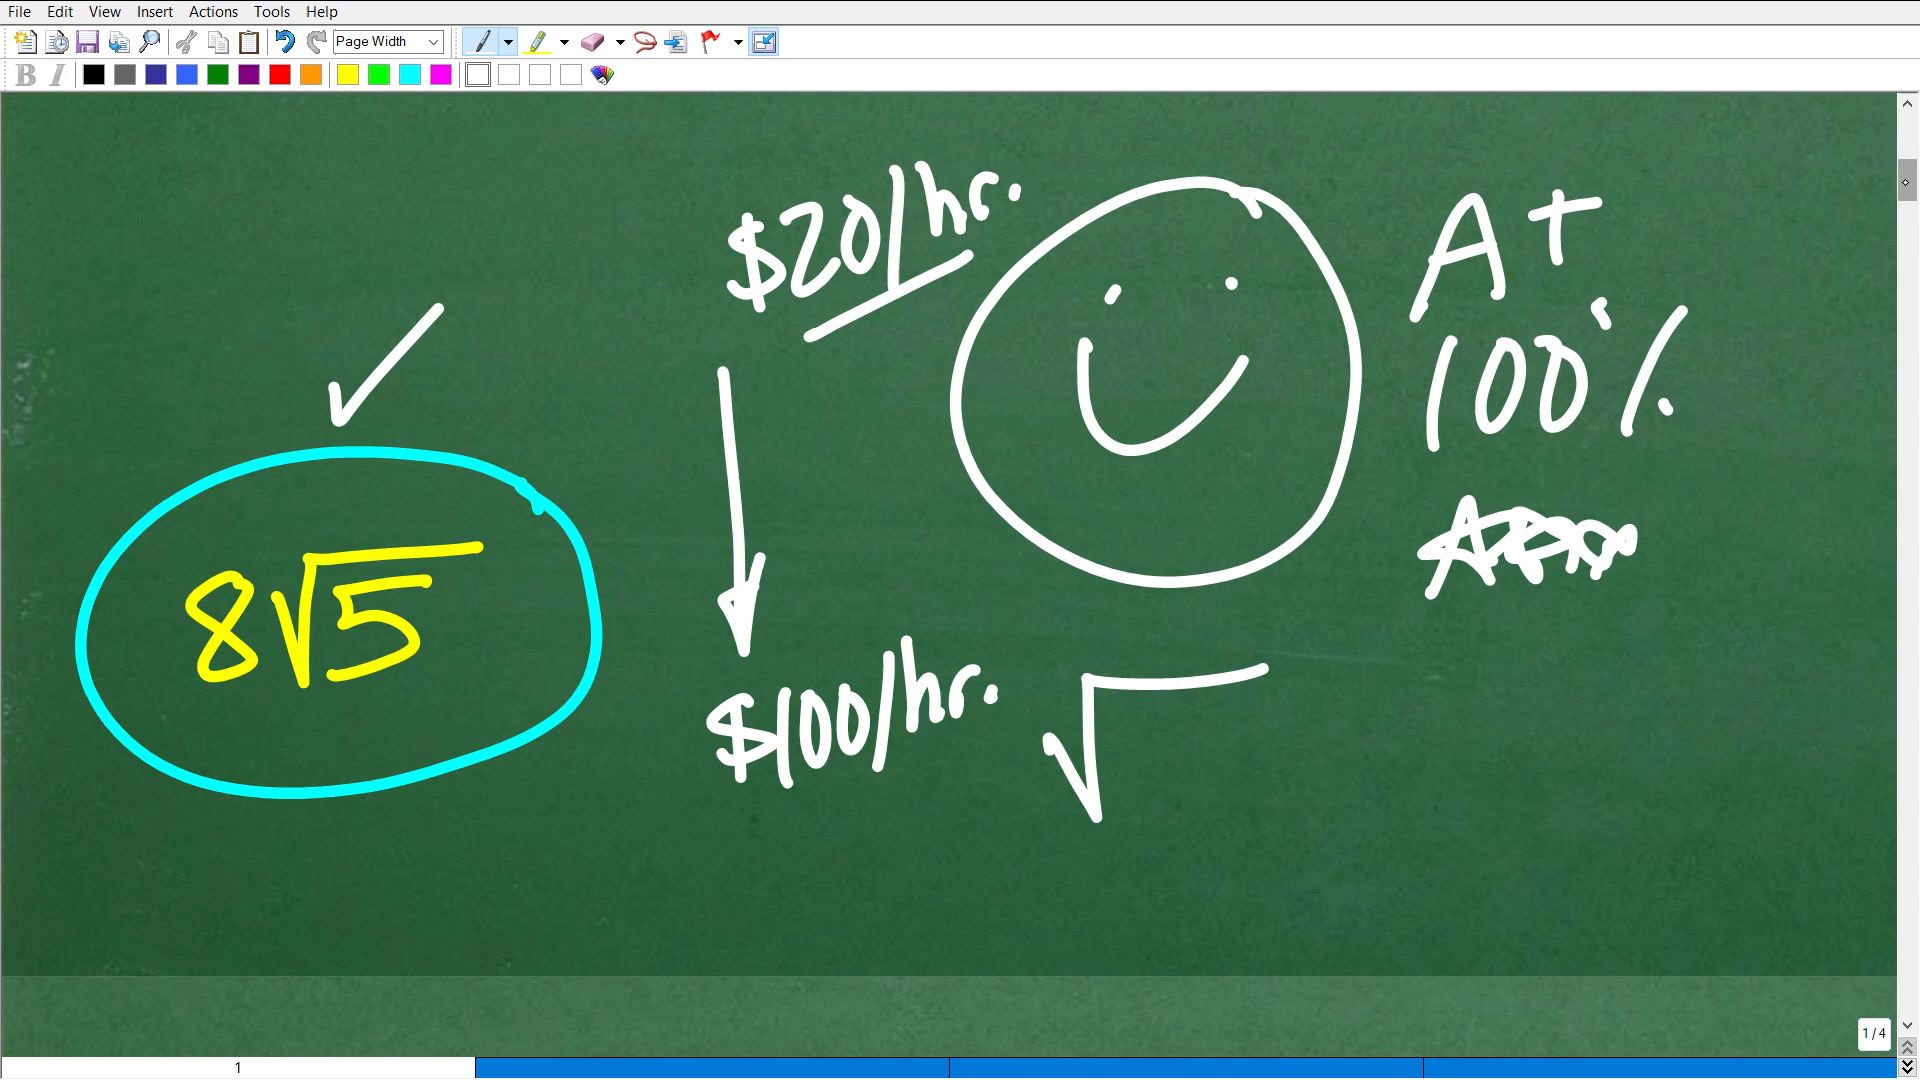 File Edit View Insert Actions Tools Help
Page Width
B I
$20/hr.
A+
100%
8√5
$100/hr.
√
1 / 4
1